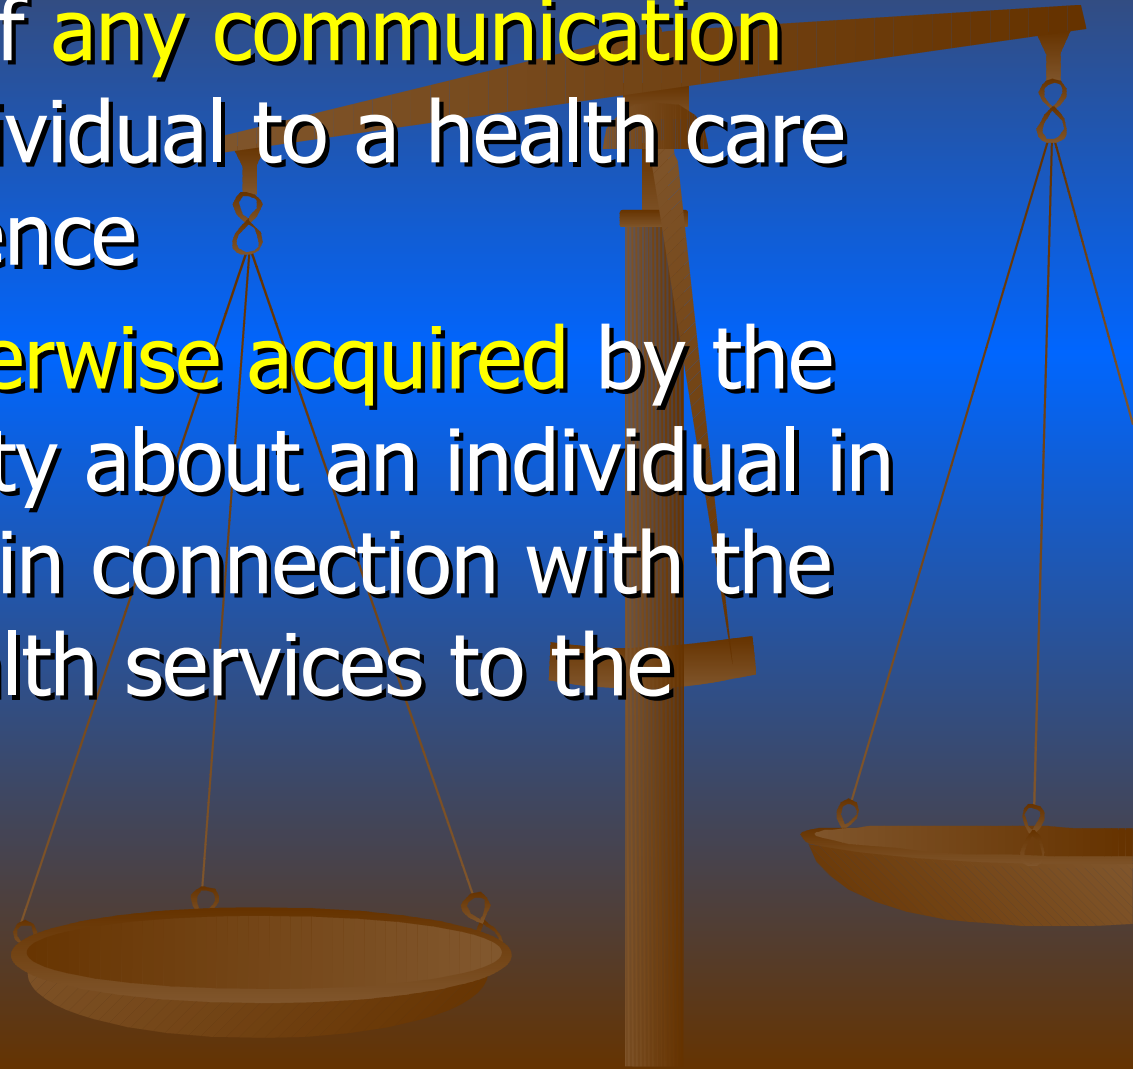 f any communication
ividual to a health care
ence
erwise acquired by the
ty about an individual in
in connection with the
lth services to the